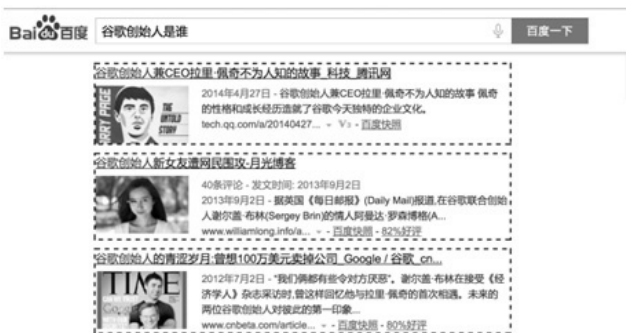 Bai du 百度 谷歌创始人是谁 百度一下
谷歌创始人兼CEO拉里·佩奇不为人知的故事_科技_腾讯网
2014年4月27日 - 谷歌创始人兼CEO拉里·佩奇不为人知的故事 佩奇
的性格和成长经历造就了谷歌今天独特的企业文化。
tech.qq.com/a/20140427... - V3 - 百度快照
LARRY PAGE
THE
UNTOLD
STORY
谷歌创始人新女友遭网民围攻-月光博客
40条评论 - 发文时间: 2013年9月2日
2013年9月2日 - 据英国《每日邮报》(Daily Mail)报道,在谷歌联合创始
人谢尔盖·布林(Sergey Brin)的情人阿曼达·罗森博格(A...
www.williamlong.info/a... - 百度快照 - 82%好评
谷歌创始人的青涩岁月:曾想100万美元卖掉公司_Google / 谷歌_cn...
TIME
2012年7月2日 - “我们俩都有些令对方厌恶”。谢尔盖·布林在接受《经
济学人》杂志采访时,曾这样回忆他与拉里·佩奇的首次相遇。未来的
两位谷歌创始人对彼此的第一印象...
www.cnbeta.com/article... - 百度快照 - 80%好评